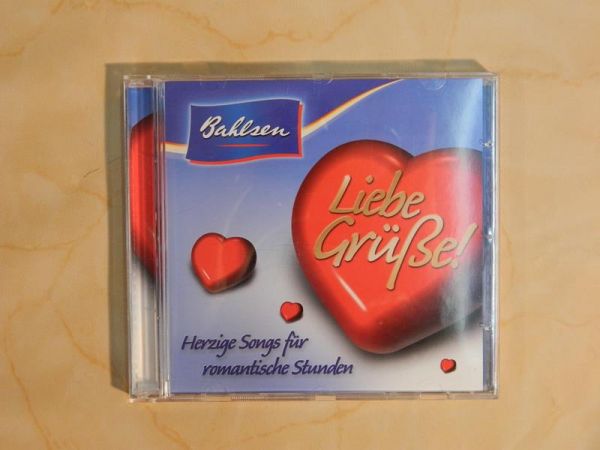 Bahlsen
Liebe
Grüße!
Herzige Songs für
romantische Stunden